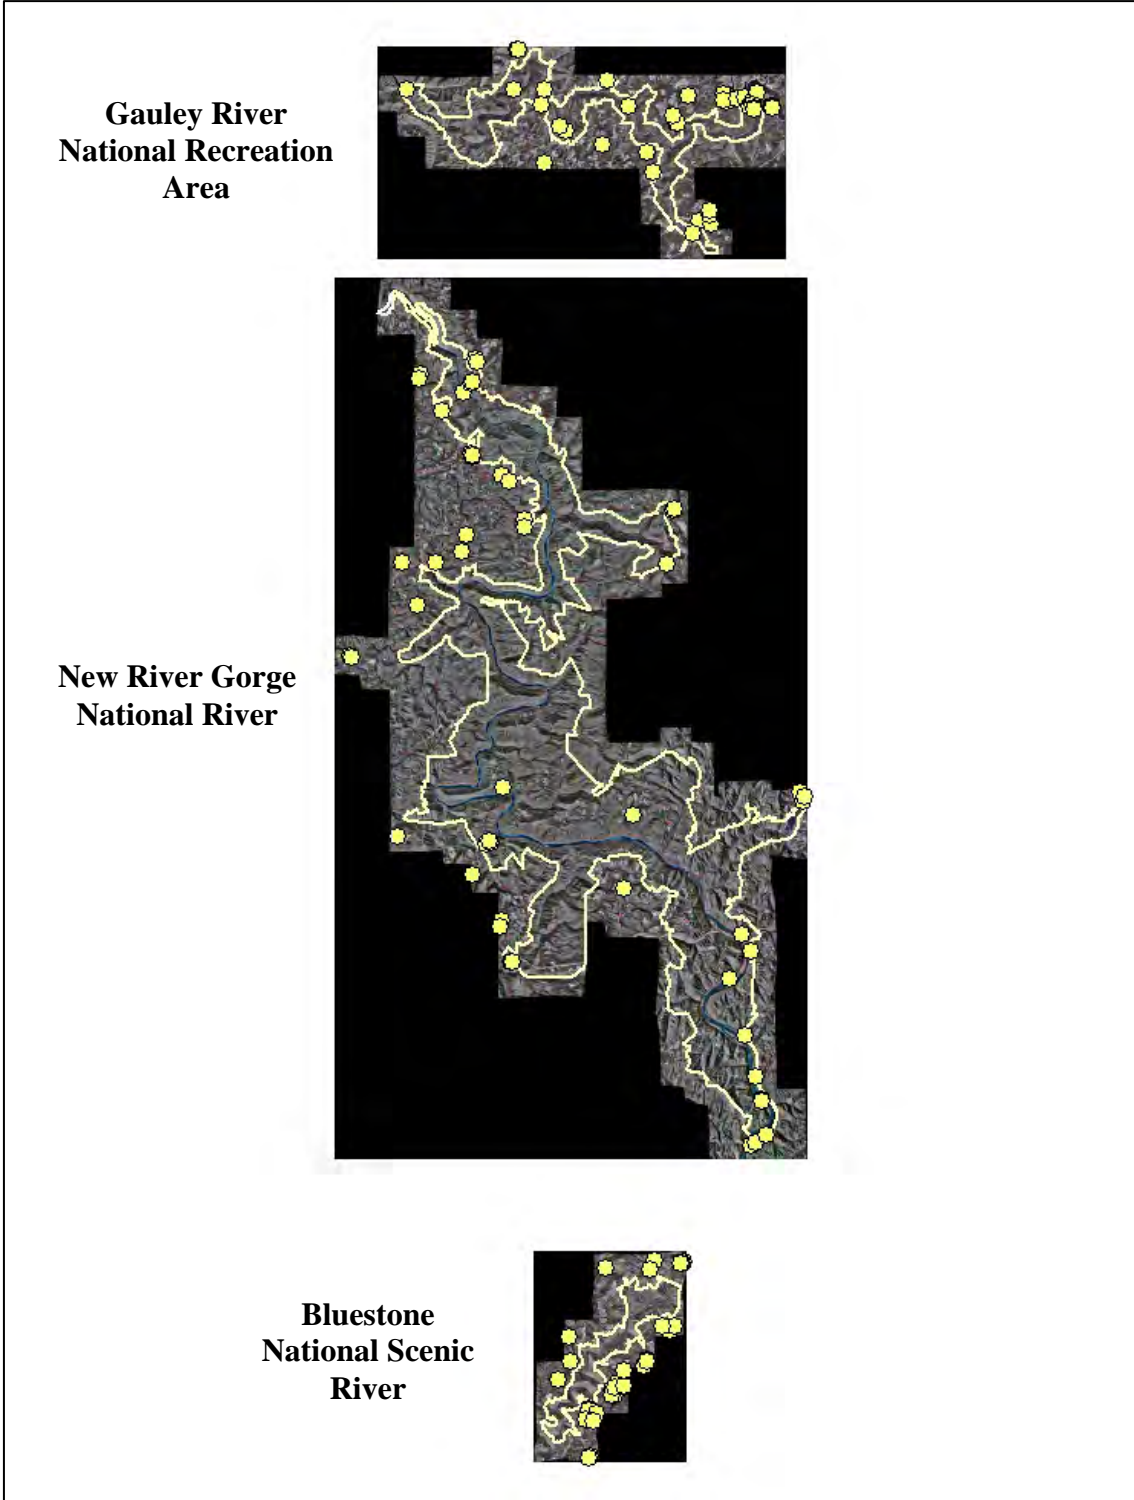 Gauley River
National Recreation
Area
New River Gorge
National River
Bluestone
National Scenic
River